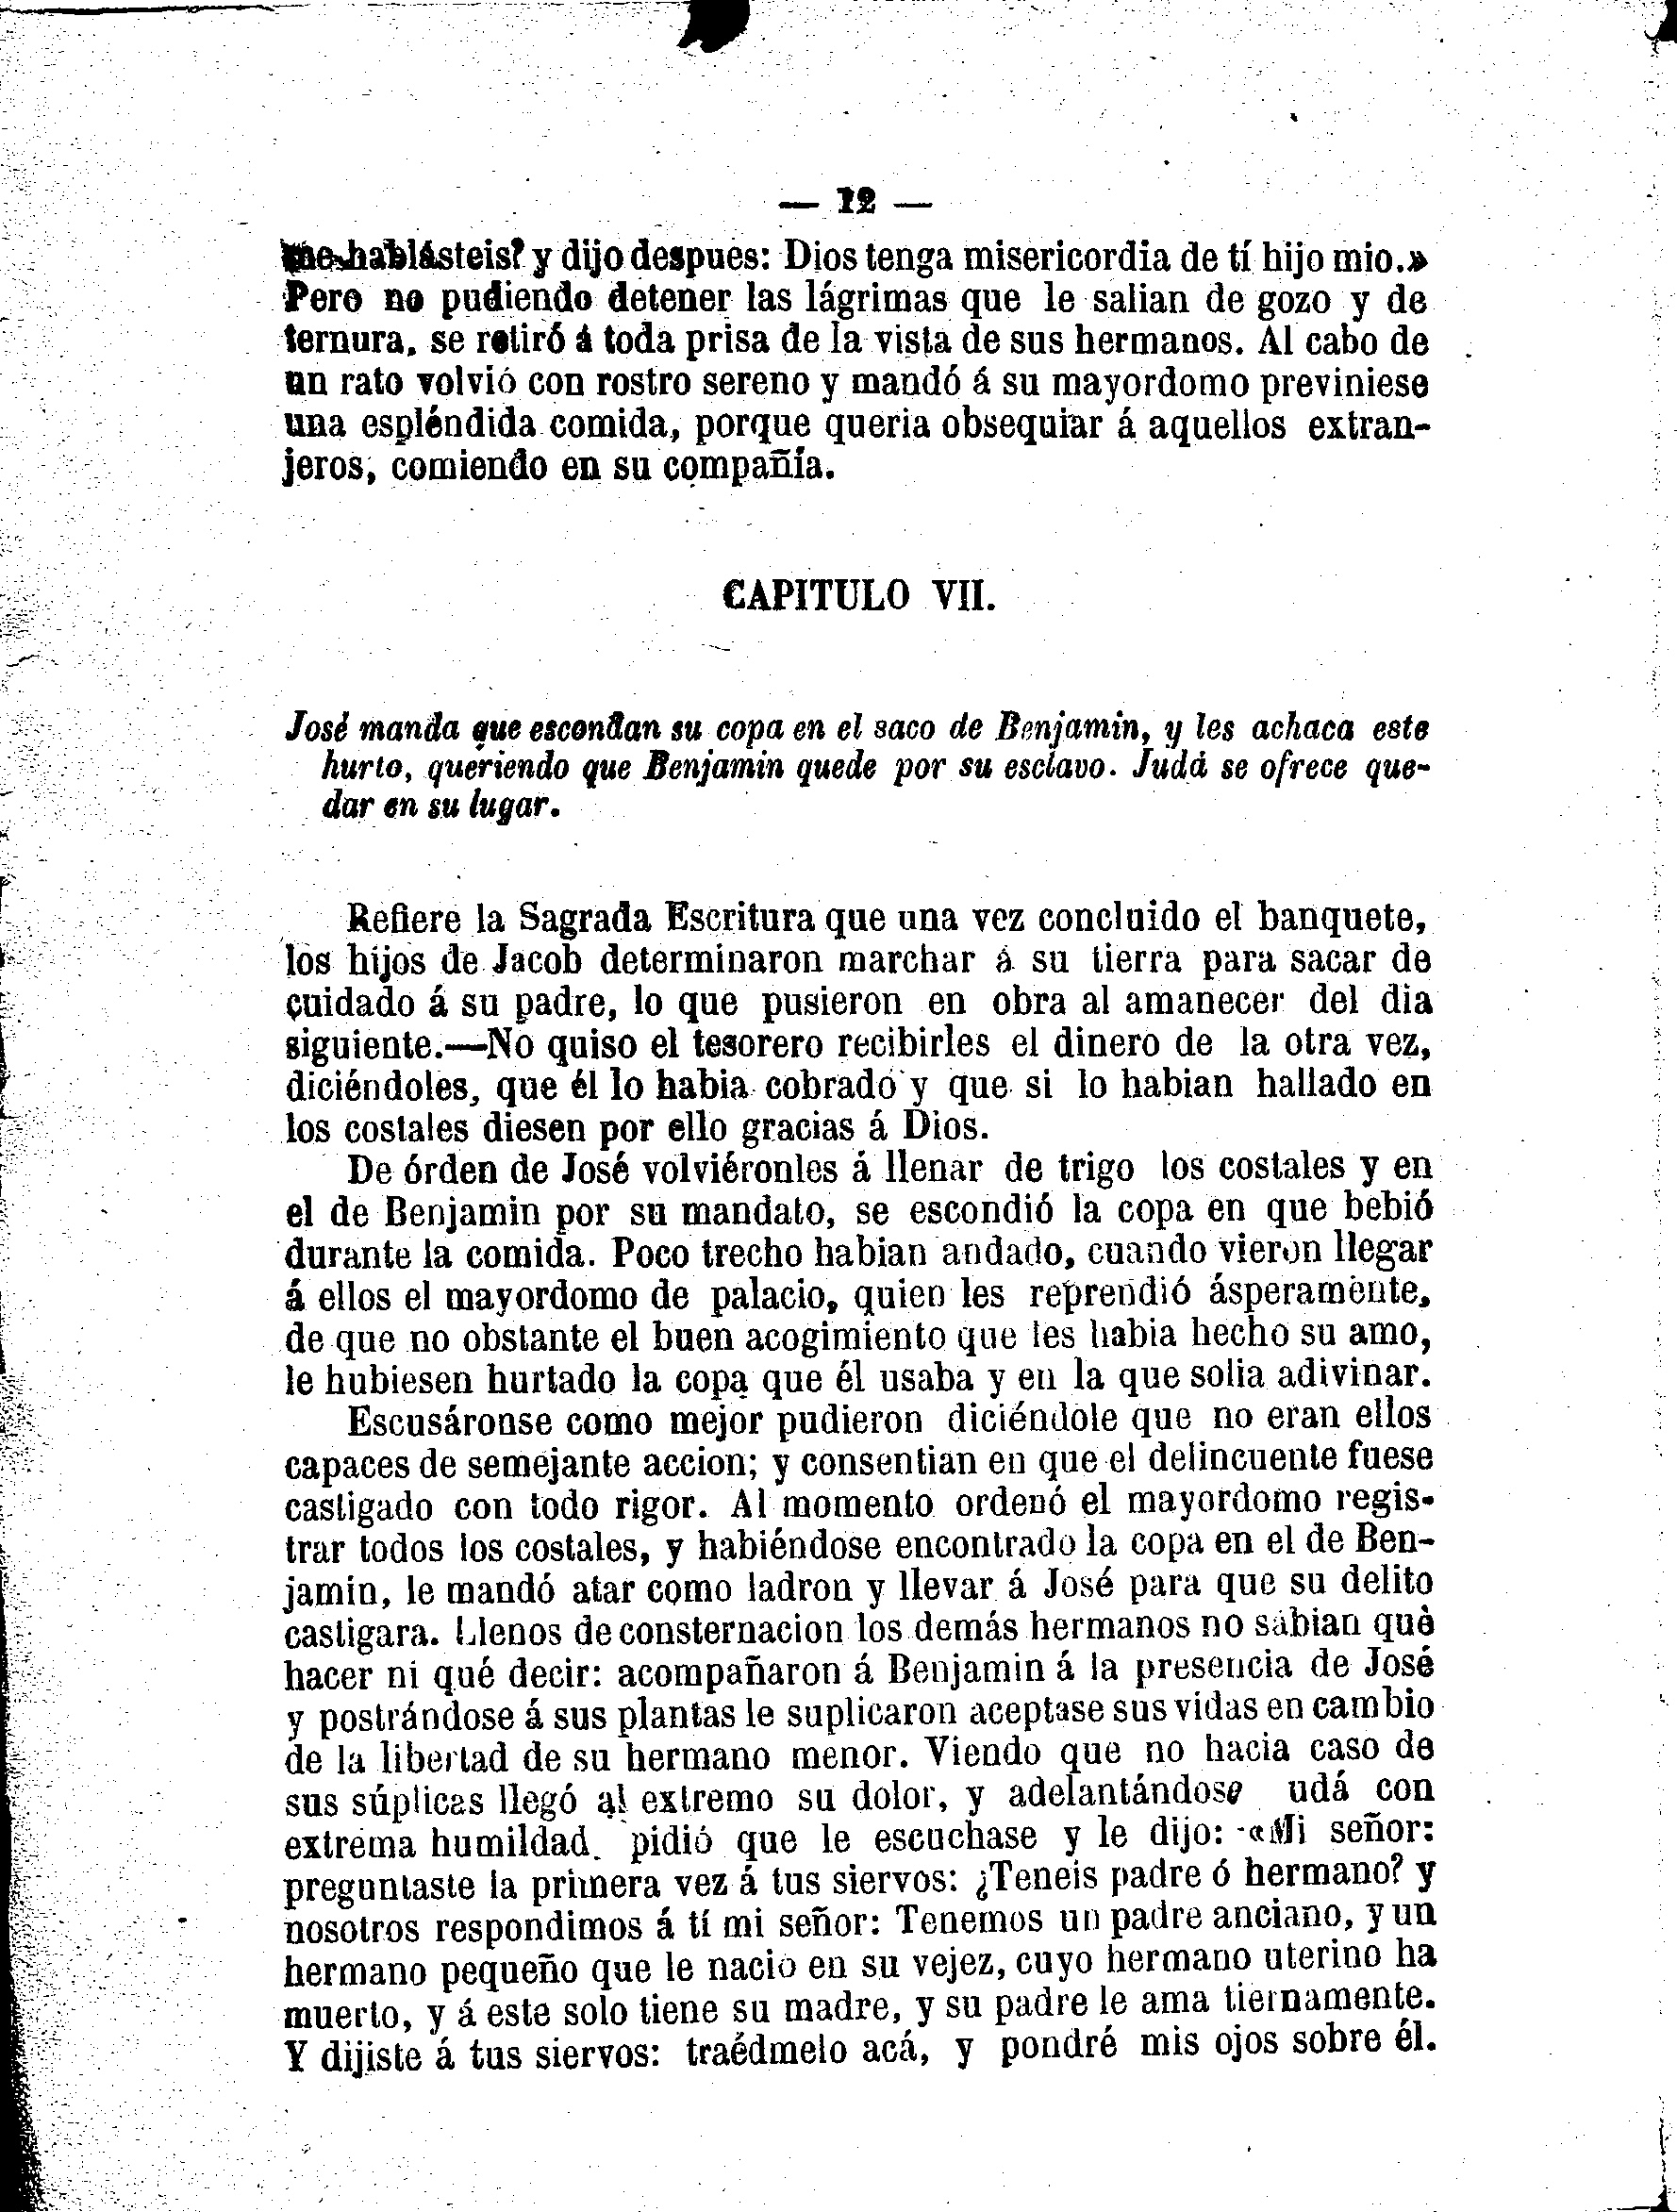 — 12 —
me hablásteis? y dijo despues: Dios tenga misericordia de tí hijo mio.»
Pero no pudiendo detener las lágrimas que le salian de gozo y de
ternura, se retiró á toda prisa de la vista de sus hermanos. Al cabo de
un rato volvió con rostro sereno y mandó á su mayordomo previniese
una espléndida comida, porque queria obsequiar á aquellos extran-
jeros, comiendo en su compañía.
CAPITULO VII.
José manda que escondan su copa en el saco de Benjamin, y les achaca este
hurto, queriendo que Benjamin quede por su esclavo. Judá se ofrece que-
dar en su lugar.
Refiere la Sagrada Escritura que una vez concluido el banquete,
los hijos de Jacob determinaron marchar á su tierra para sacar de
cuidado á su padre, lo que pusieron en obra al amanecer del dia
siguiente.—No quiso el tesorero recibirles el dinero de la otra vez,
diciéndoles, que él lo habia cobrado y que si lo habian hallado en
los costales diesen por ello gracias á Dios.
De órden de José volviéronles á llenar de trigo los costales y en
el de Benjamin por su mandato, se escondió la copa en que bebió
durante la comida. Poco trecho habian andado, cuando vieron llegar
á ellos el mayordomo de palacio, quien les reprendió ásperamente,
de que no obstante el buen acogimiento que les habia hecho su amo,
le hubiesen hurtado la copa que él usaba y en la que solia adivinar.
Escusáronse como mejor pudieron diciéndole que no eran ellos
capaces de semejante accion; y consentian en que el delincuente fuese
castigado con todo rigor. Al momento ordenó el mayordomo regis-
trar todos los costales, y habiéndose encontrado la copa en el de Ben-
jamin, le mandó atar como ladron y llevar á José para que su delito
castigara. Llenos de consternacion los demás hermanos no sabian què
hacer ni qué decir: acompañaron á Benjamin á la presencia de José
y postrándose á sus plantas le suplicaron aceptase sus vidas en cambio
de la libertad de su hermano menor. Viendo que no hacia caso de
sus súplicas llegó al extremo su dolor, y adelantándose udá con
extrema humildad. pidió que le escuchase y le dijo: «Mi señor:
preguntaste la primera vez á tus siervos: ¿Teneis padre ó hermano? y
nosotros respondimos á tí mi señor: Tenemos un padre anciano, y un
hermano pequeño que le nació en su vejez, cuyo hermano uterino ha
muerto, y á este solo tiene su madre, y su padre le ama tiernamente.
Y dijiste á tus siervos: traédmelo acá, y pondré mis ojos sobre él.